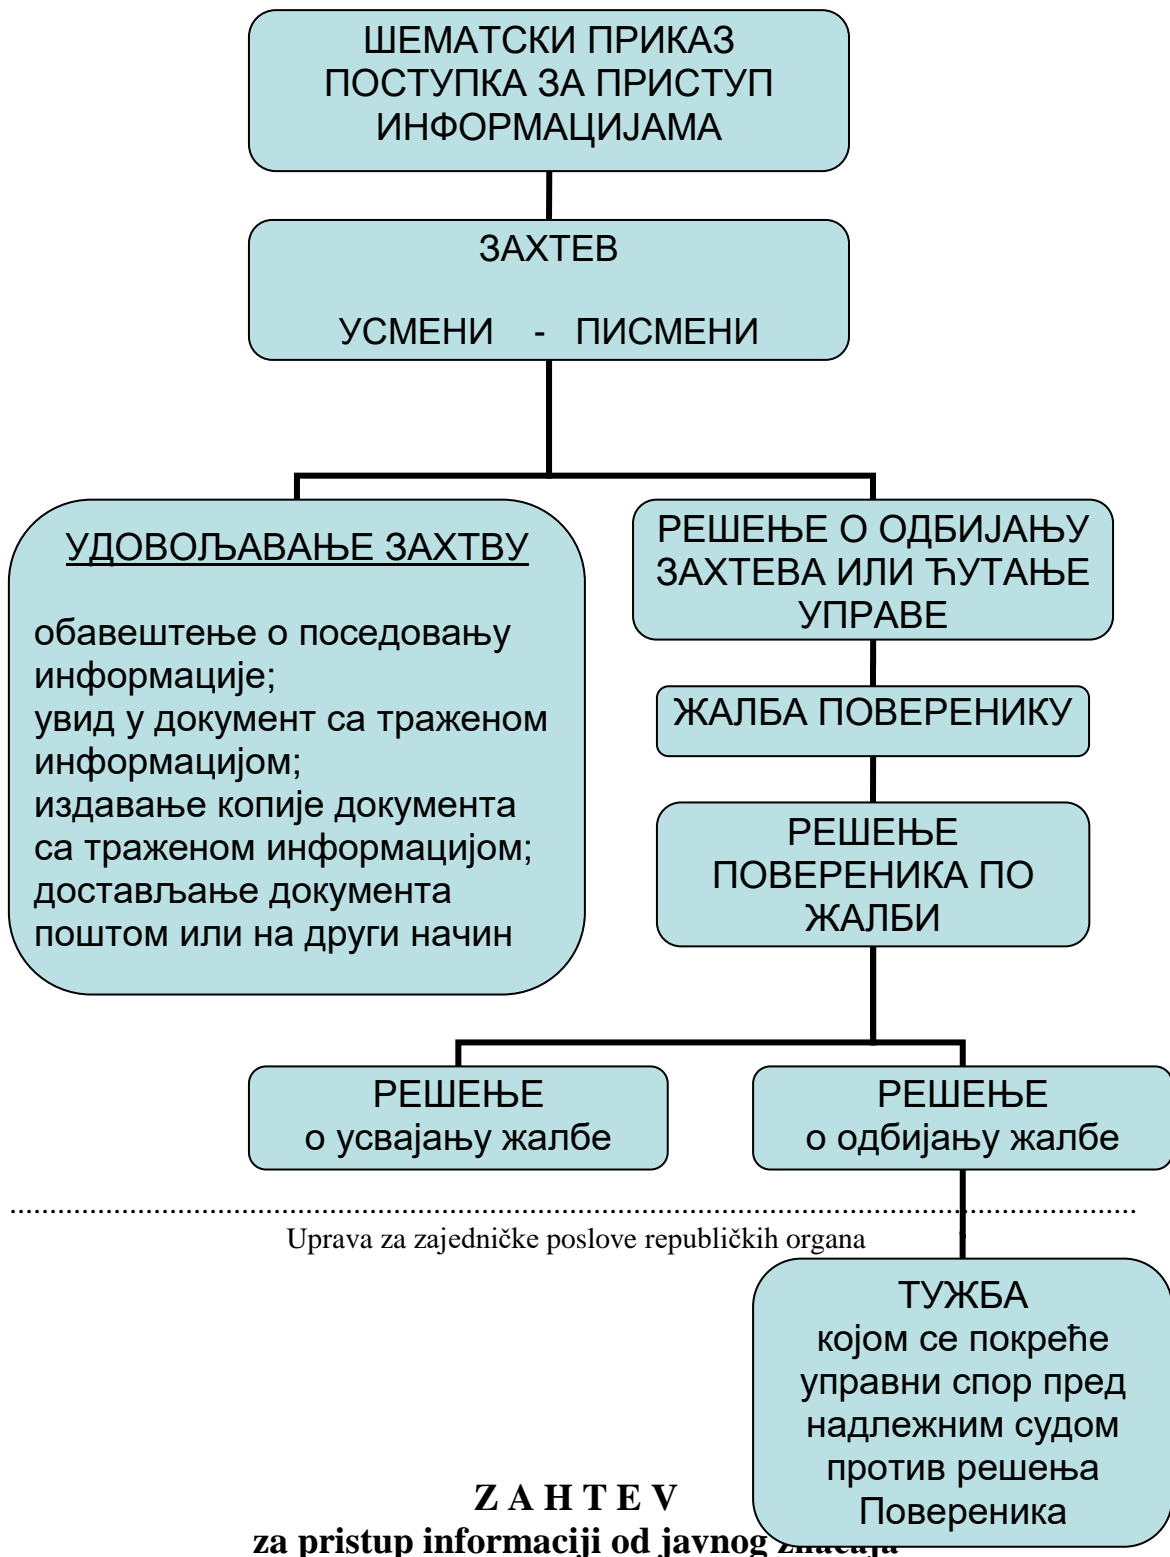 ШЕМАТСКИ ПРИКАЗ
ПОСТУПКА ЗА ПРИСТУП
ИНФОРМАЦИЈАМА
ЗАХТЕВ
УСМЕНИ - ПИСМЕНИ
УДОВОЉАВАЊЕ ЗАХТВУ
обавештење о поседовању
информације;
увид у документ са траженом
информацијом;
издавање копије документа
са траженом информацијом;
достављање документа
поштом или на други начин
РЕШЕЊЕ О ОДБИЈАЊУ
ЗАХТЕВА ИЛИ ЋУТАЊЕ
УПРАВЕ
ЖАЛБА ПОВЕРЕНИКУ
РЕШЕЊЕ
ПОВЕРЕНИКА ПО
ЖАЛБИ
РЕШЕЊЕ
о усвајању жалбе
РЕШЕЊЕ
о одбијању жалбе
Uprava za zajedničke poslove republičkih organa
ТУЖБА
којом се покреће
управни спор пред
надлежним судом
против решења
Повереника
Z A H T E V
za pristup informaciji od javnog